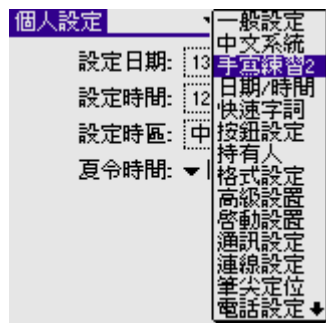 個人設定
設定日期: 13
設定時間: 12
設定時區: 中
夏令時間:
一般設定
中文系統
手寫練習2
日期/時間
快速字詞
按鈕設定
持有人
格式設定
高級設置
啓動設置
通訊設定
連線設定
筆尖定位
電話設定